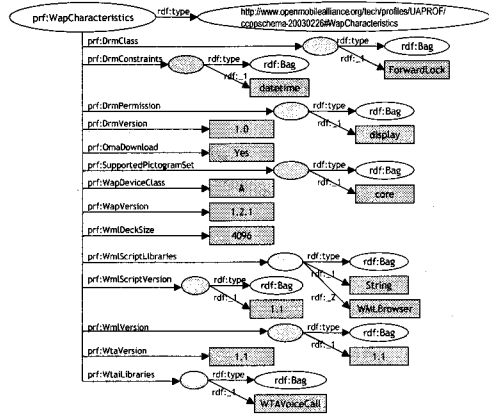 prf:WapCharacteristics
rdf:type
http://www.openmobilealliance.org/tech/profiles/UAPROF/
ccppschema-20030226#WapCharacteristics
prf:DrmClass
rdf:type
rdf:Bag
rdf:_1
ForwardLock
prf:DrmConstraints
rdf:type
rdf:Bag
rdf:_1
datetime
prf:DrmPermission
rdf:type
rdf:Bag
rdf:_1
display
prf:DrmVersion
1.0
prf:OmaDownload
Yes
prf:SupportedPictogramSet
rdf:type
rdf:Bag
rdf:_1
core
prf:WapDeviceClass
A
prf:WapVersion
1.2.1
prf:WmlDeckSize
4096
prf:WmlScriptLibraries
rdf:type
rdf:Bag
rdf:_1
String
rdf:_2
WMLBrowser
prf:WmlScriptVersion
rdf:type
rdf:Bag
rdf:_1
1.1
prf:WmlVersion
rdf:type
rdf:Bag
rdf:_1
1.1
prf:WtaVersion
1.1
prf:WtaiLibraries
rdf:type
rdf:Bag
rdf:_1
WTAVoiceCall